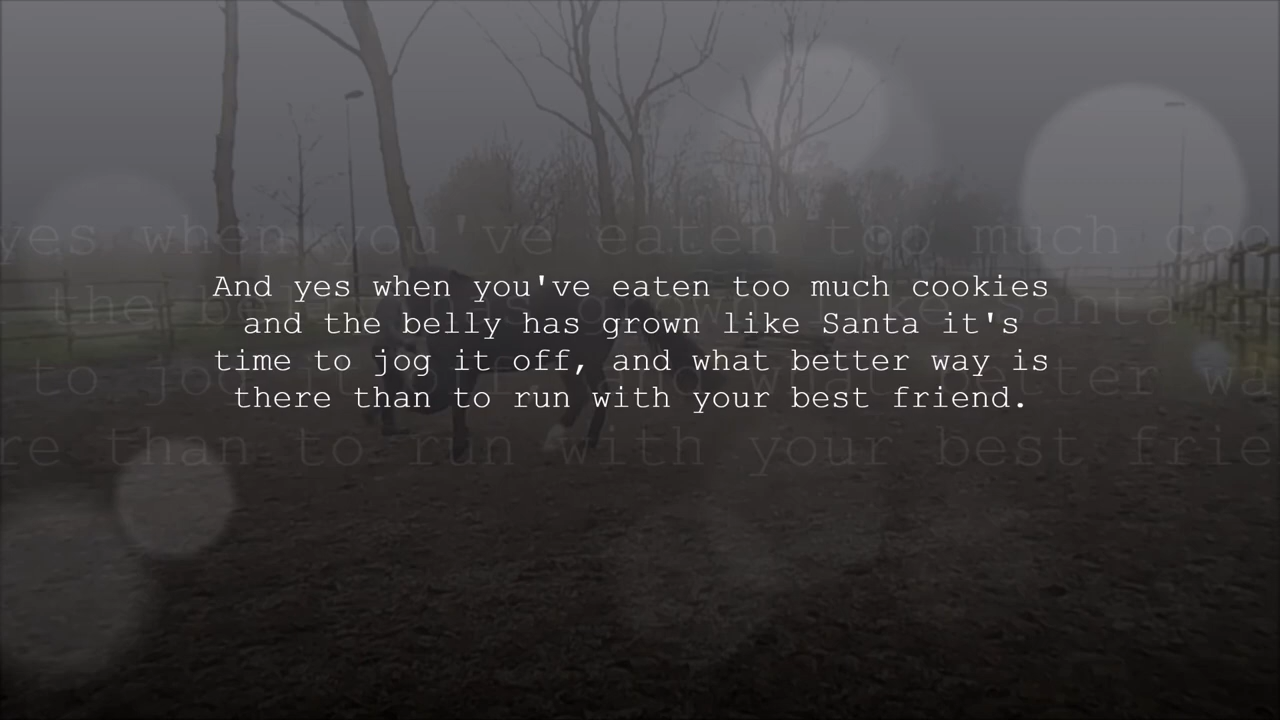 And yes when you've eaten too much cookies
and the belly has grown like Santa it's
time to jog it off, and what better way is
there than to run with your best friend.